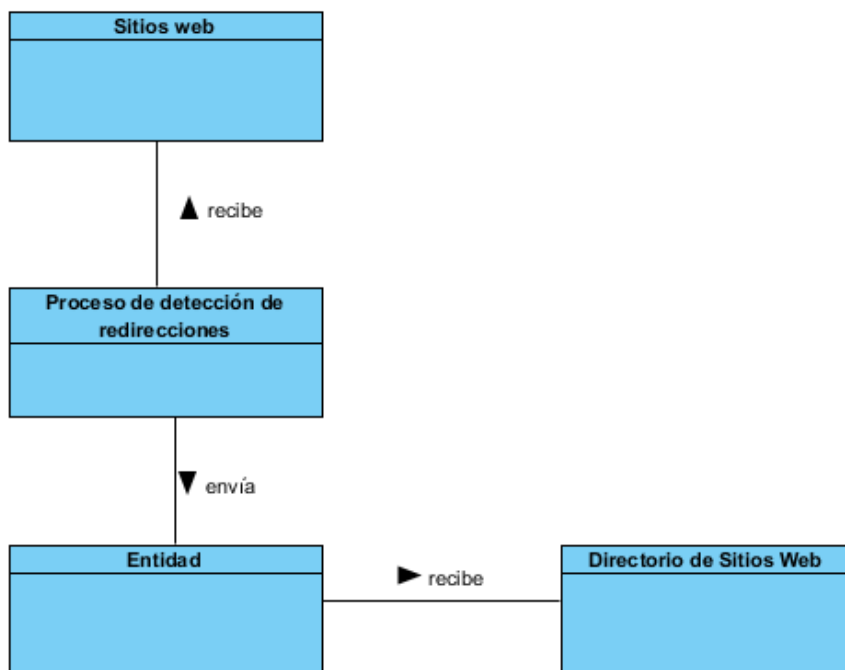 Sitios web
recibe
Proceso de detección de
redirecciones
envía
Entidad
recibe
Directorio de Sitios Web